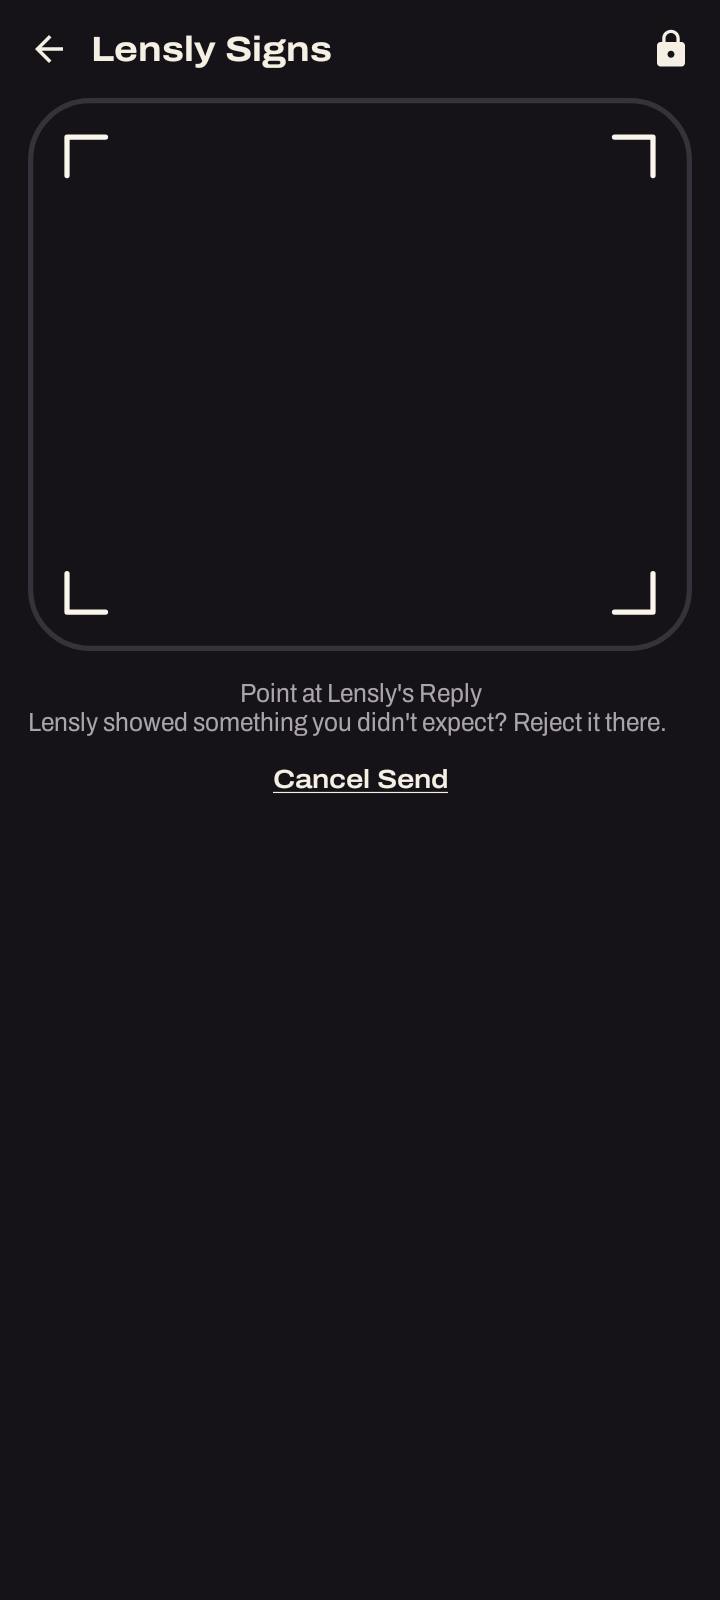 Lensly Signs
Point at Lensly's Reply
Lensly showed something you didn't expect? Reject it there.
Cancel Send